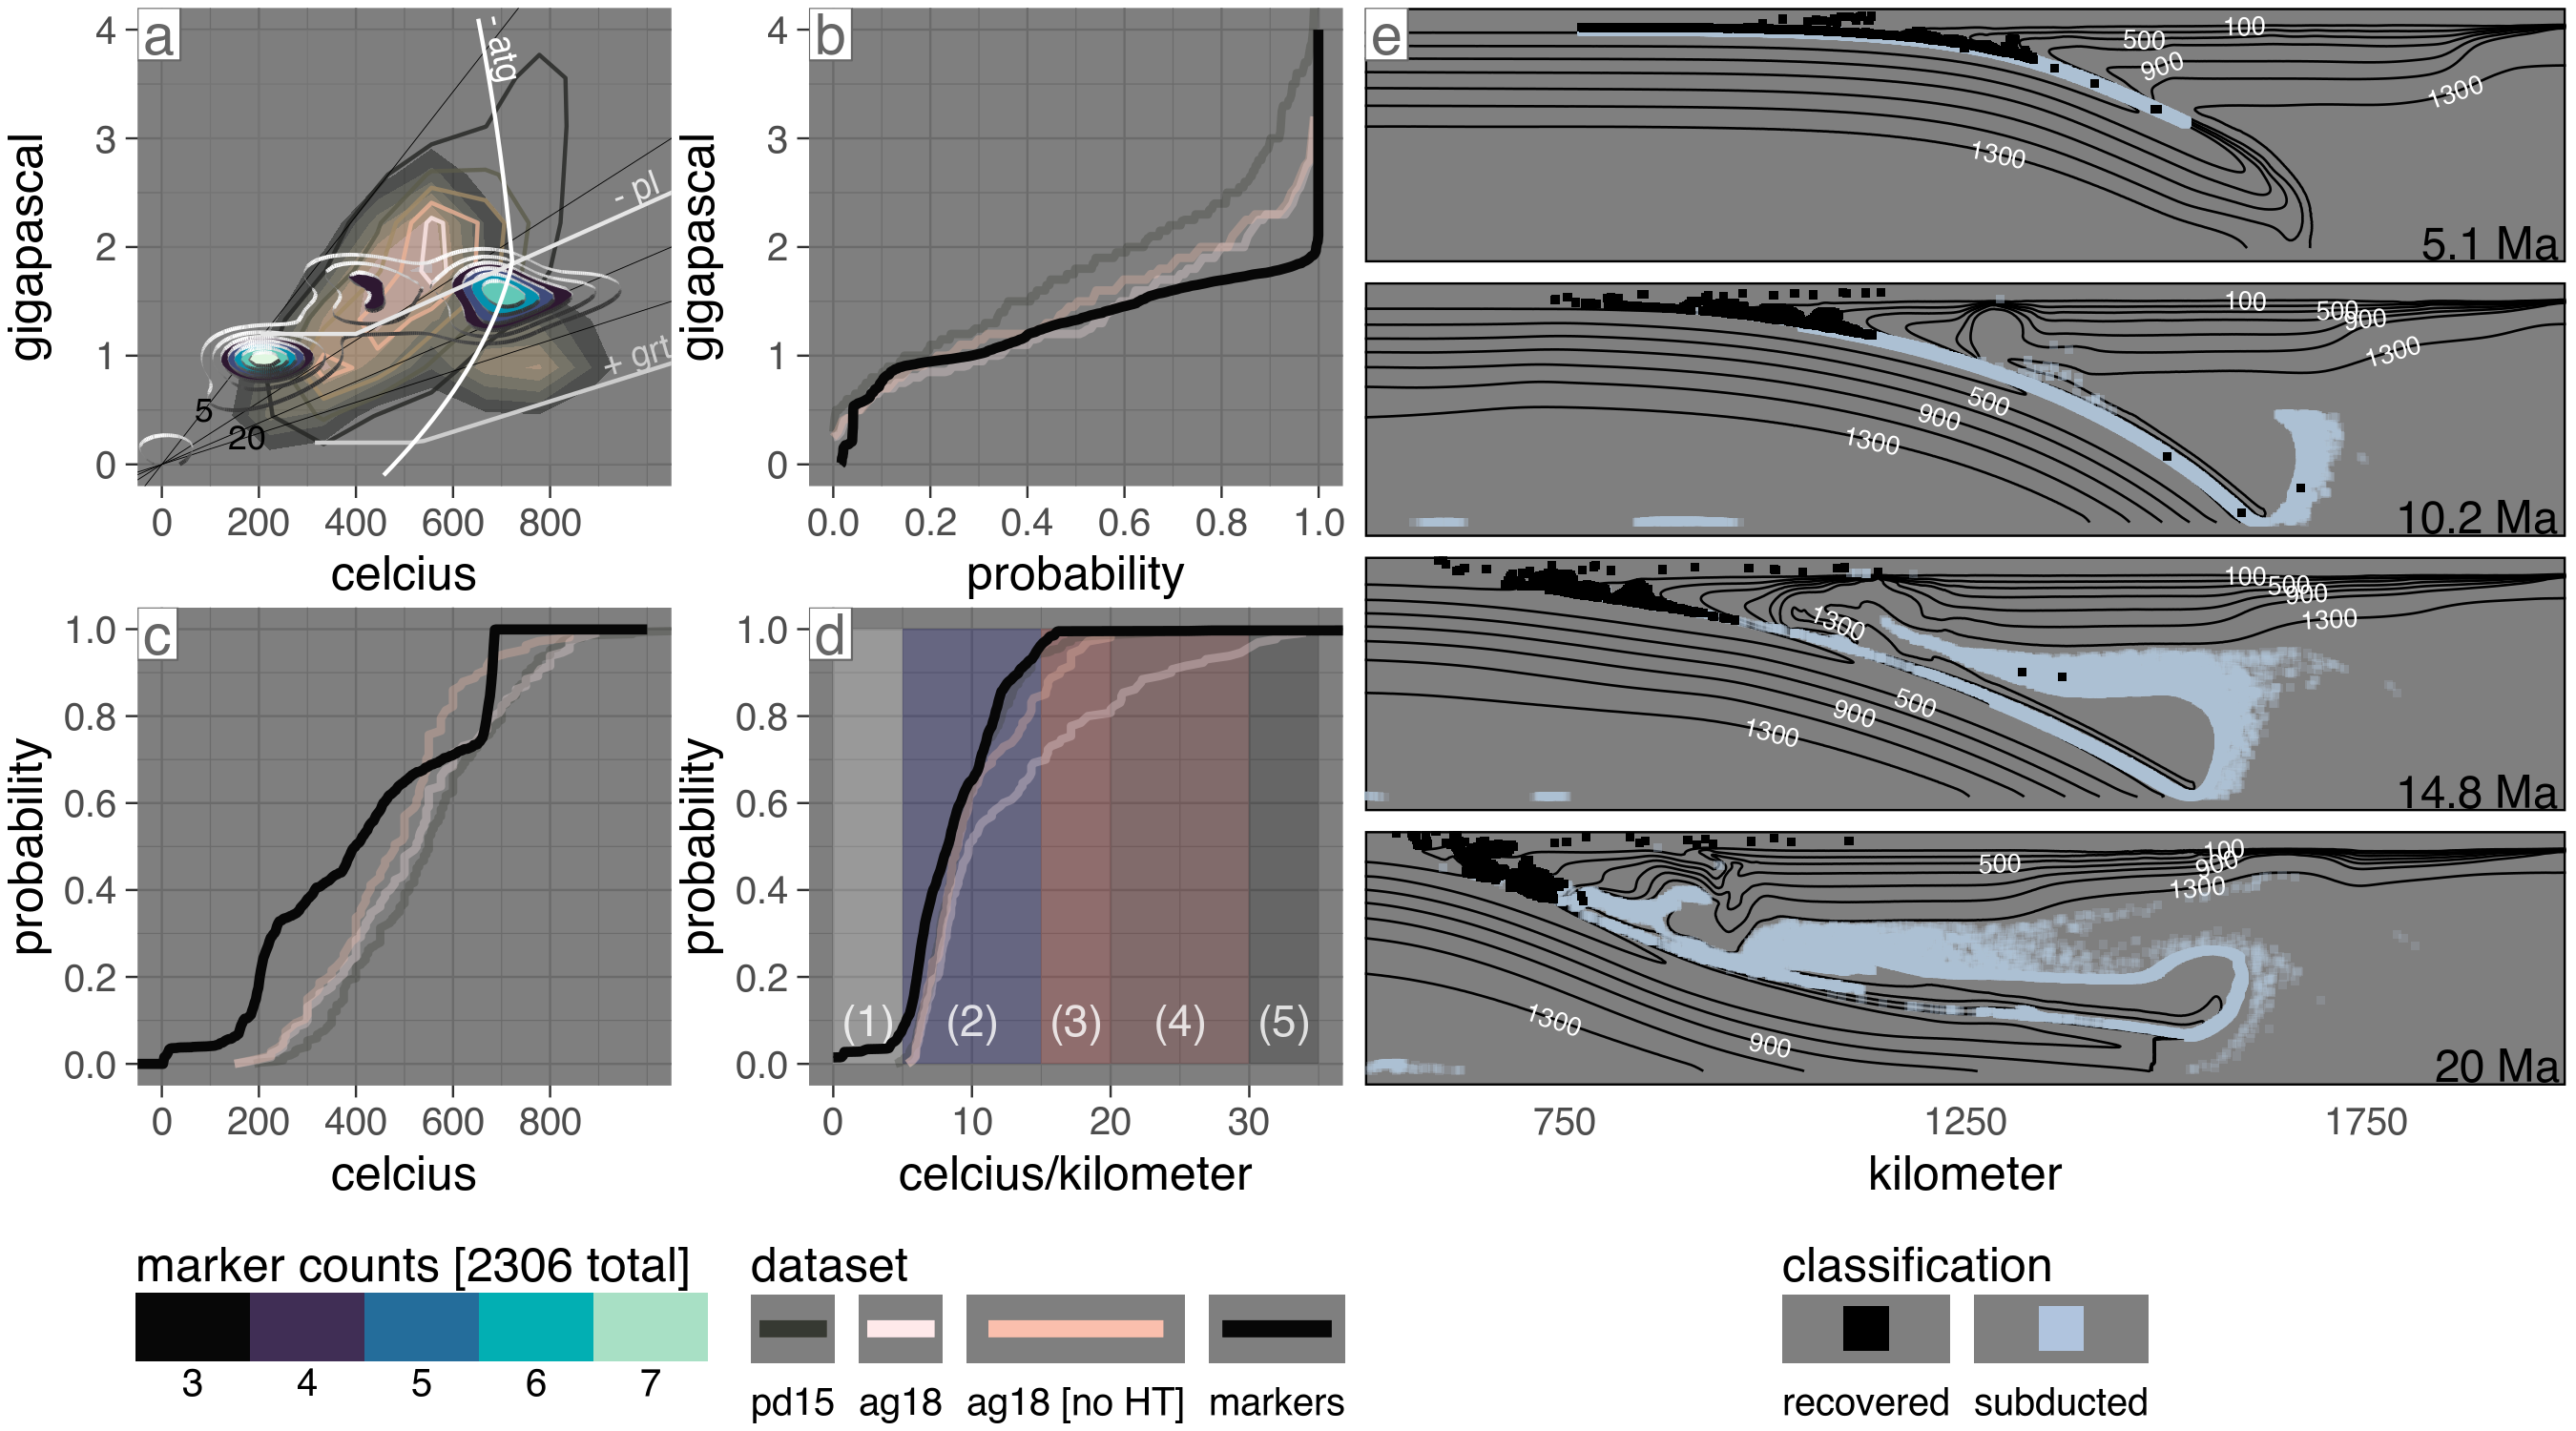 a
gigapascal
4
3
2
1
0
- atg
- pl
+ grt
5
20
0
200
400
600
800
celcius
b
gigapascal
4
3
2
1
0
0.0
0.2
0.4
0.6
0.8
1.0
probability
c
probability
1.0
0.8
0.6
0.4
0.2
0.0
0
200
400
600
800
celcius
d
probability
1.0
0.8
0.6
0.4
0.2
0.0
(1)
(2)
(3)
(4)
(5)
0
10
20
30
celcius/kilometer
e
100
500
900
1300
1300
5.1 Ma
100
500
900
1300
500
900
1300
10.2 Ma
100
500
900
1300
1300
500
900
1300
14.8 Ma
100
500
900
1300
1300
900
20 Ma
750
1250
1750
kilometer
marker counts [2306 total]
3
4
5
6
7
dataset
pd15
ag18
ag18 [no HT]
markers
classification
recovered
subducted